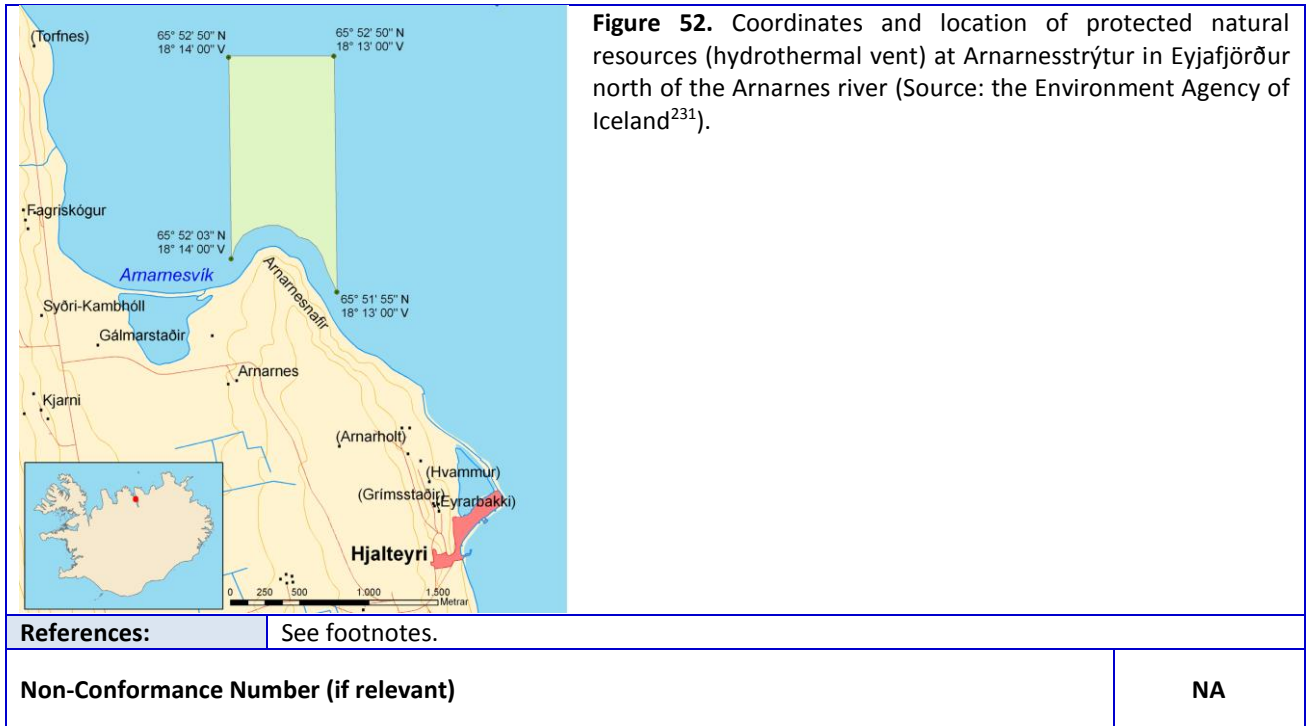 (Torfnes)
65° 52' 50" N
18° 14' 00" V
65° 52' 50" N
18° 13' 00" V
Fagriskógur
65° 52' 03" N
18° 14' 00" V
Arnarnesvík
Arnarnesnafir
65° 51' 55" N
18° 13' 00" V
Syðri-Kambhóll
Gálmarstaðir
Arnarnes
Kjarni
(Arnarholt)
(Hvammur)
(Grímsstaðir)
(Eyrarbakki)
Hjalteyri
0 250 500 1.000 1.500
Metrar
Figure 52. Coordinates and location of protected natural
resources (hydrothermal vent) at Arnarnesstrýtur in Eyjafjörður
north of the Arnarnes river (Source: the Environment Agency of
Iceland231).
References: See footnotes.
Non-Conformance Number (if relevant) NA